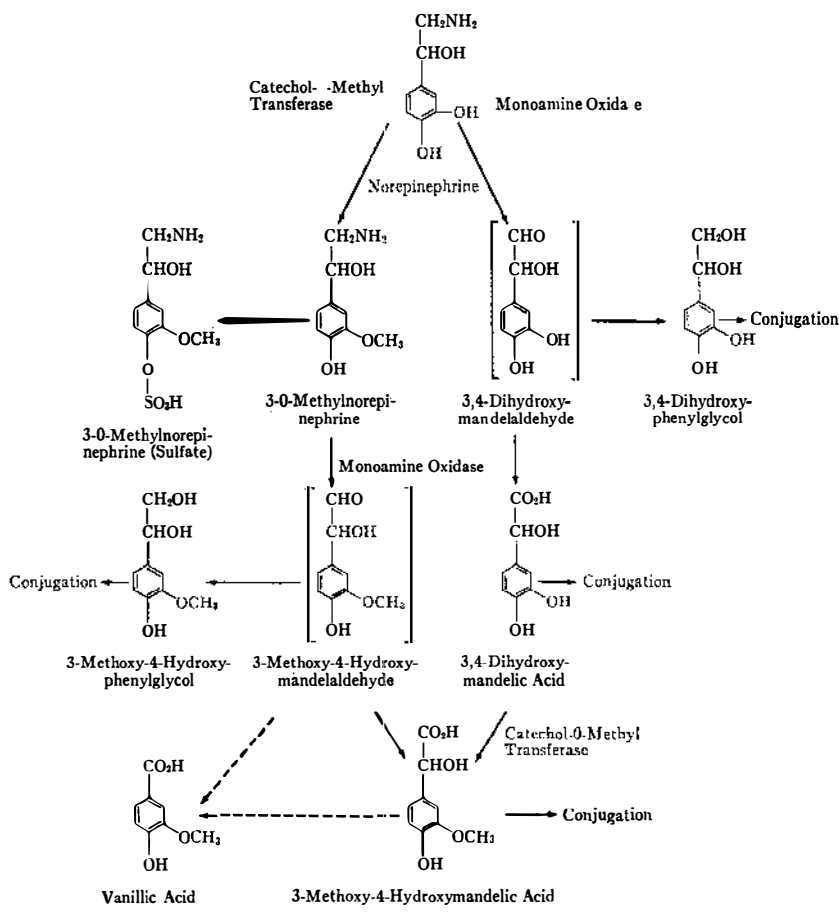 CH₂NH₂
CHOH
OH
OH
Catechol- -Methyl
Transferase
Monoamine Oxida e
Norepinephrine
CH₂NH₂
CHOH
OCH₃
O
SO₂H
3-0-Methylnorepi-
nephrine (Sulfate)
CH₂NH₂
CHOH
OCH₃
OH
3-0-Methylnorepi-
nephrine
CHO
CHOH
OH
OH
3,4-Dihydroxy-
mandelaldehyde
CH₂OH
CHOH
OH
OH
Conjugation
3,4-Dihydroxy-
phenylglycol
Monoamine Oxidase
Conjugation
CH₂OH
CHOH
OCH₃
OH
3-Methoxy-4-Hydroxy-
phenylglycol
CHO
CHOH
OCH₃
OH
3-Methoxy-4-Hydroxy-
mandelaldehyde
CO₂H
CHOH
OH
OH
Conjugation
3,4-Dihydroxy-
mandelic Acid
Catechol-0-Methyl
Transferase
CO₂H
OCH₃
OH
Vanillic Acid
CO₂H
CHOH
OCH₃
OH
Conjugation
3-Methoxy-4-Hydroxymandelic Acid